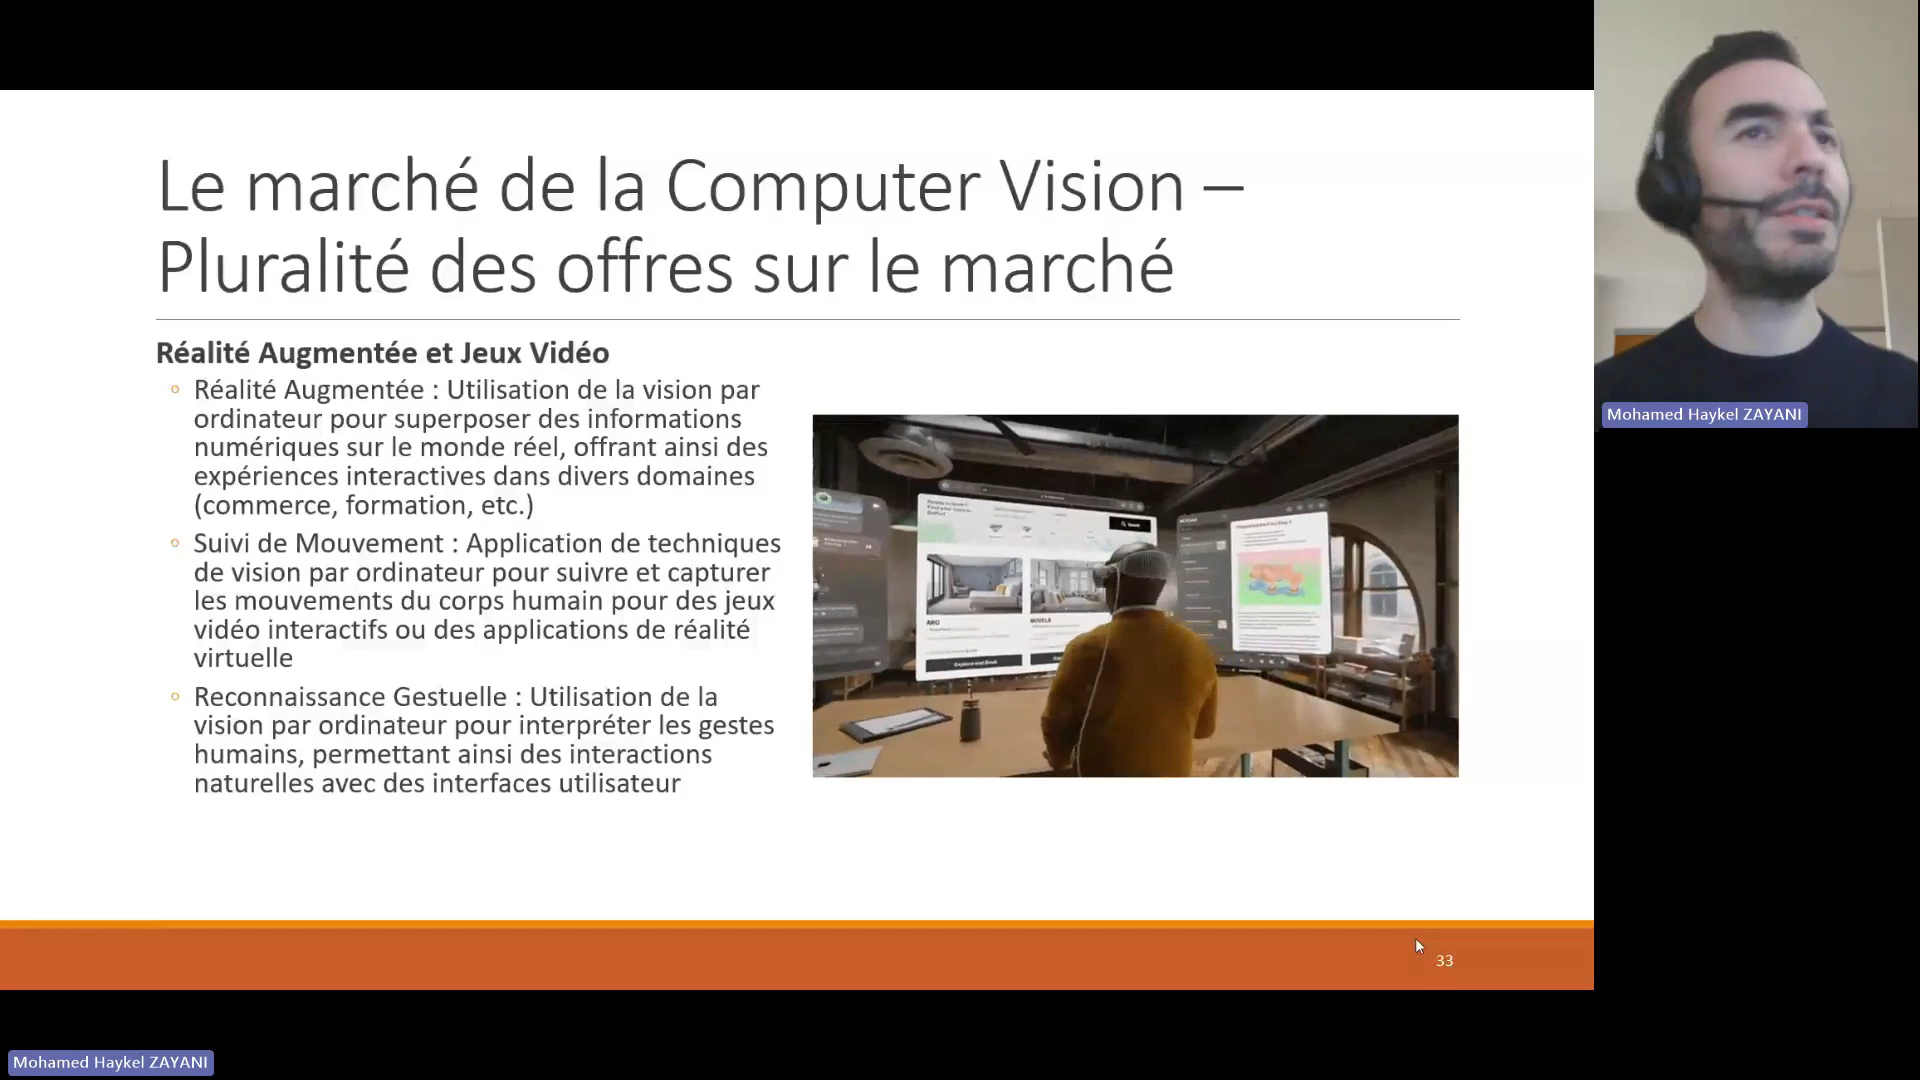 Le marché de la Computer Vision –
Pluralité des offres sur le marché
Réalité Augmentée et Jeux Vidéo
Réalité Augmentée : Utilisation de la vision par
ordinateur pour superposer des informations
numériques sur le monde réel, offrant ainsi des
expériences interactives dans divers domaines
(commerce, formation, etc.)
Suivi de Mouvement : Application de techniques
de vision par ordinateur pour suivre et capturer
les mouvements du corps humain pour des jeux
vidéo interactifs ou des applications de réalité
virtuelle
Reconnaissance Gestuelle : Utilisation de la
vision par ordinateur pour interpréter les gestes
humains, permettant ainsi des interactions
naturelles avec des interfaces utilisateur
33
Mohamed Haykel ZAYANI
Mohamed Haykel ZAYANI